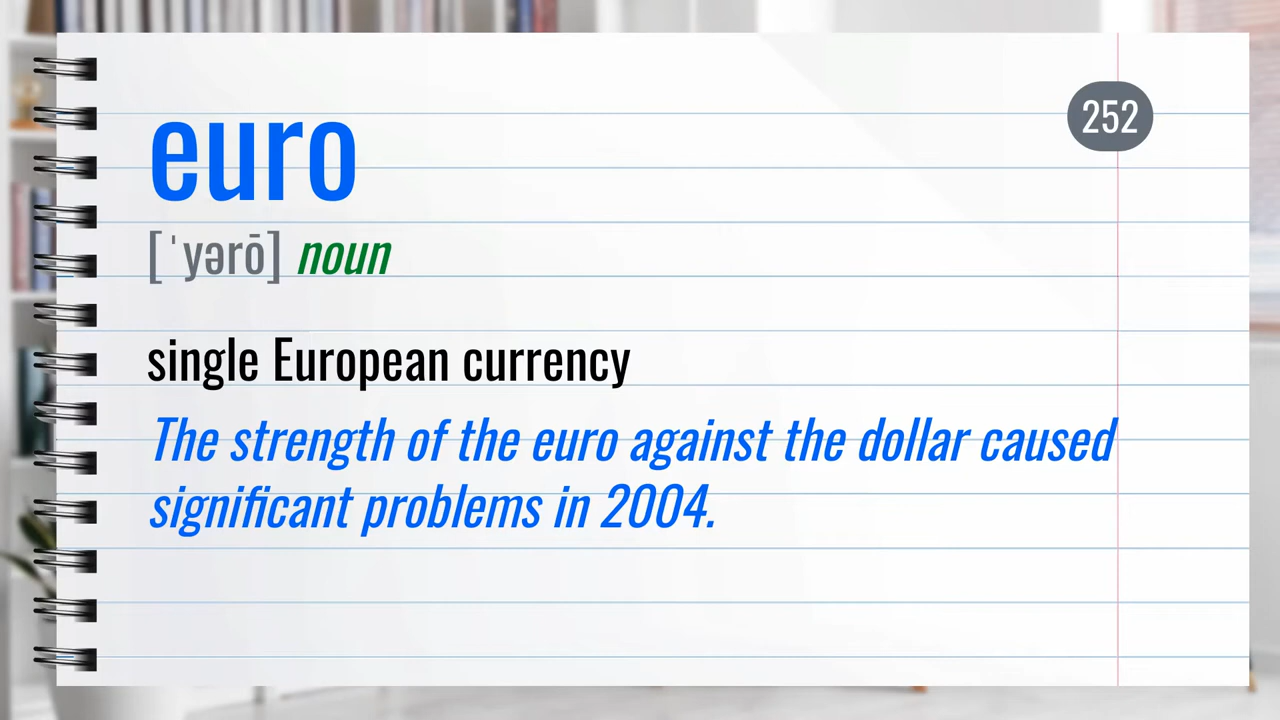 euro
252
[ˈyərō] noun
single European currency
The strength of the euro against the dollar caused
significant problems in 2004.